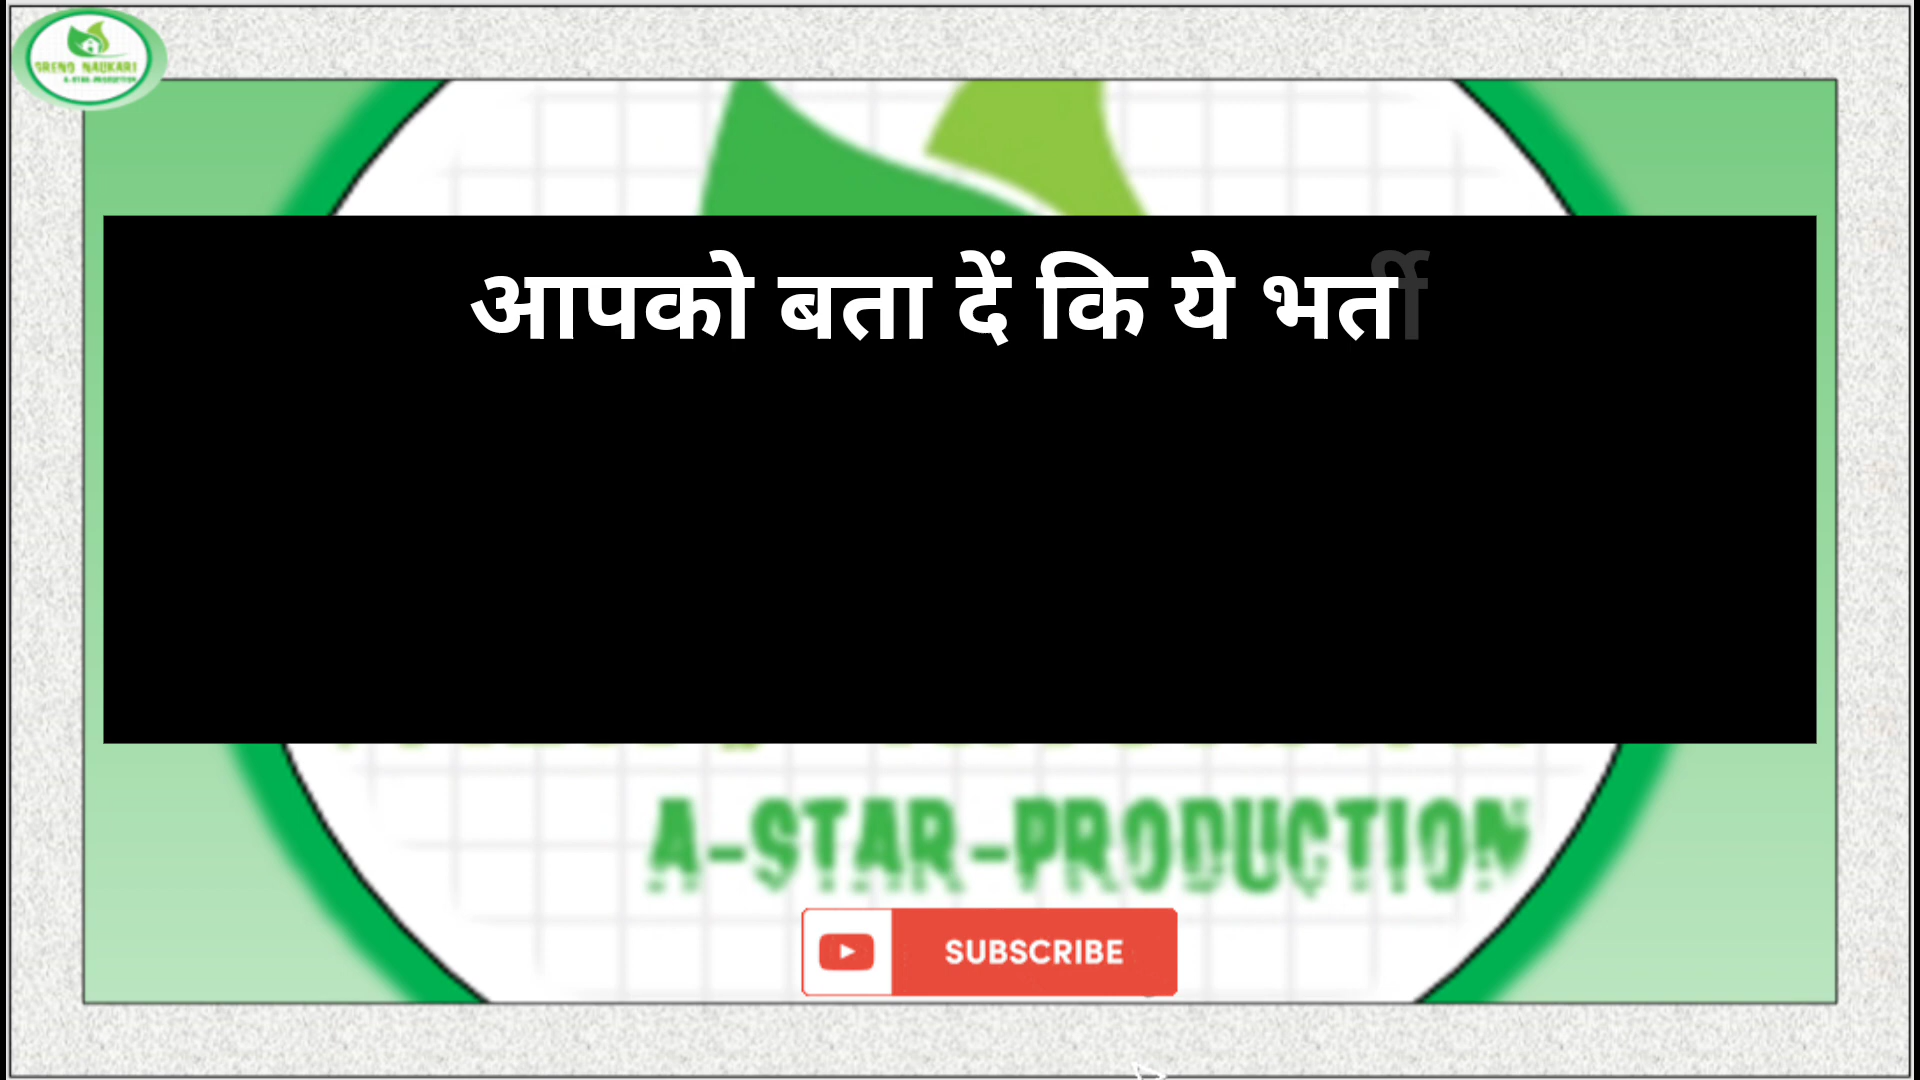 आपको बता दें कि ये भर्ती
A-STAR-PRODUCTION
SUBSCRIBE